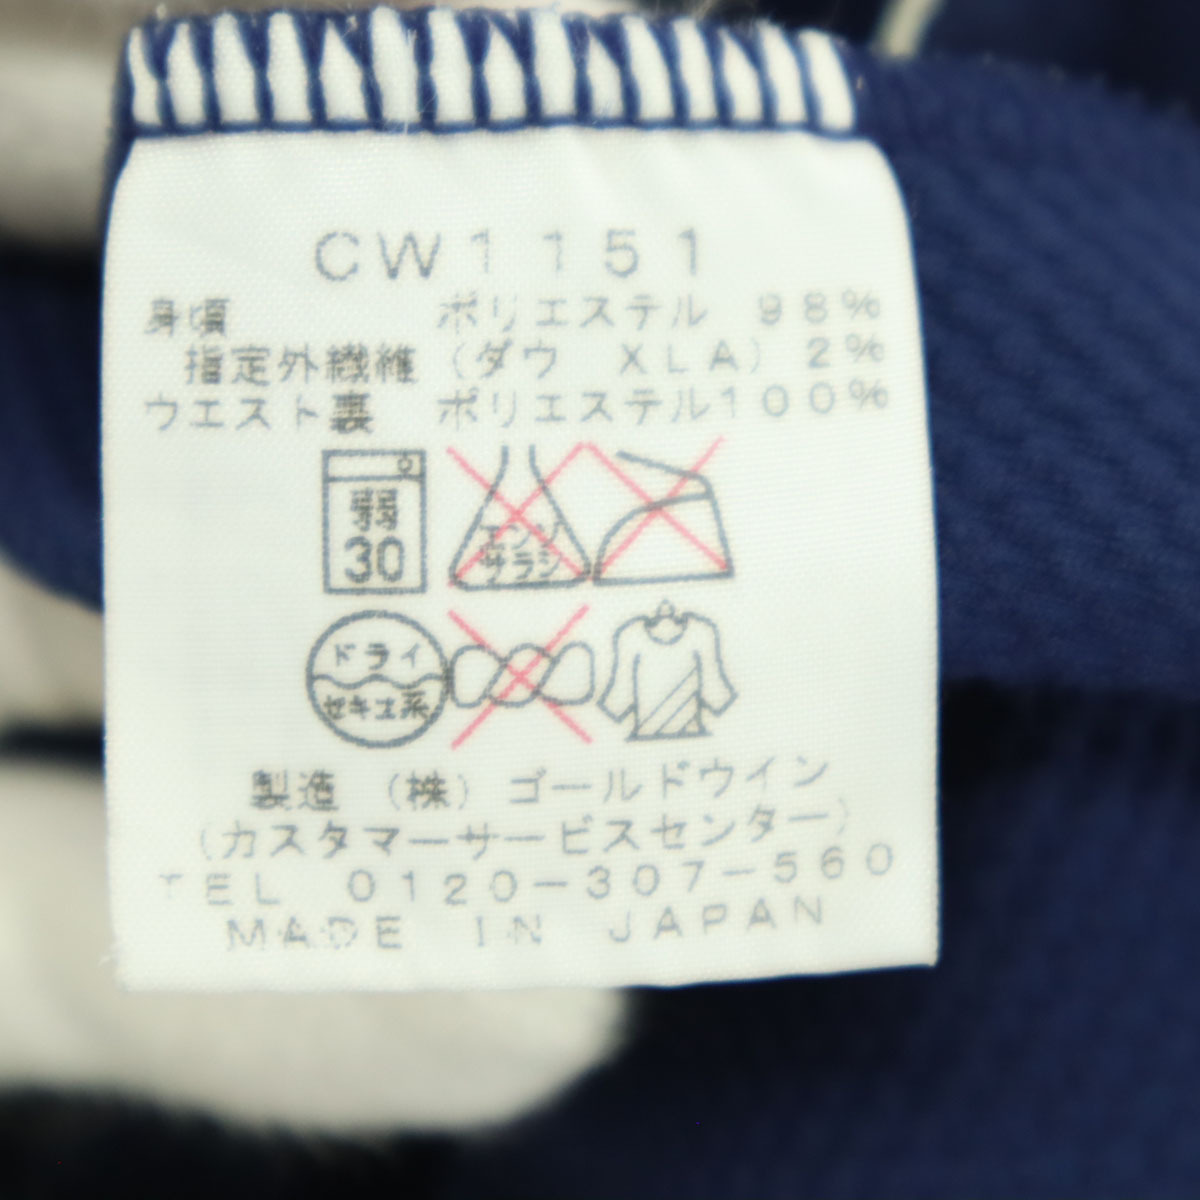 CW1151
身頃 ポリエステル 98%
指定外繊維（ダウ XLA）2%
ウエスト裏 ポリエステル100%
弱
30
エンソ
サラシ
ドライ
セキユ系
製造 （株）ゴールドウイン
（カスタマーサービスセンター）
TEL 0120-307-560
MADE IN JAPAN